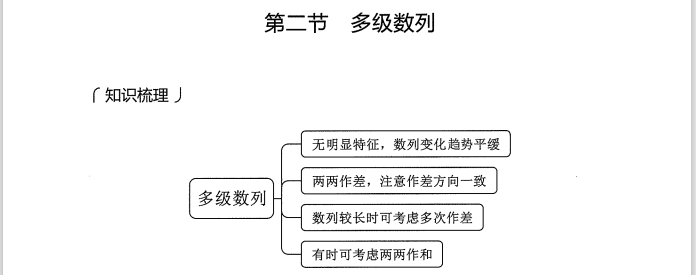 第二节 多级数列
知识梳理
无明显特征，数列变化趋势平缓
两两作差，注意作差方向一致
多级数列
数列较长时可考虑多次作差
有时可考虑两两作和